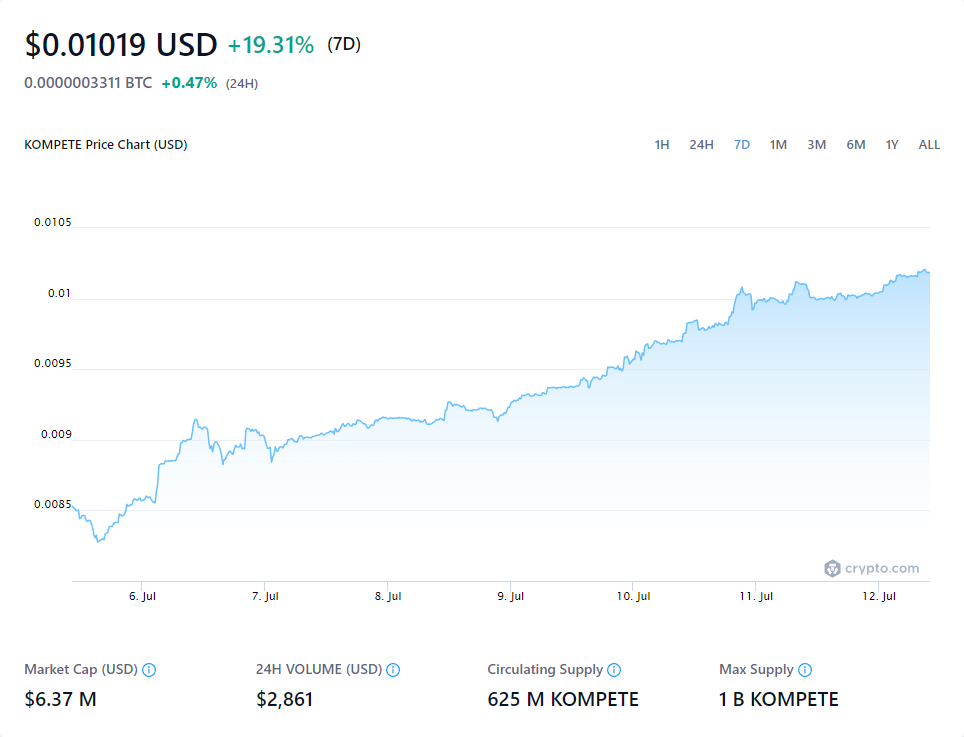 $0.01019 USD +19.31% (7D)
0.0000003311 BTC +0.47% (24H)
KOMPETE Price Chart (USD) 1H 24H 7D 1M 3M 6M 1Y ALL
0.0105
0.01
0.0095
0.009
0.0085
crypto.com
6. Jul 7. Jul 8. Jul 9. Jul 10. Jul 11. Jul 12. Jul
Market Cap (USD) 24H VOLUME (USD) Circulating Supply Max Supply
$6.37 M $2,861 625 M KOMPETE 1 B KOMPETE